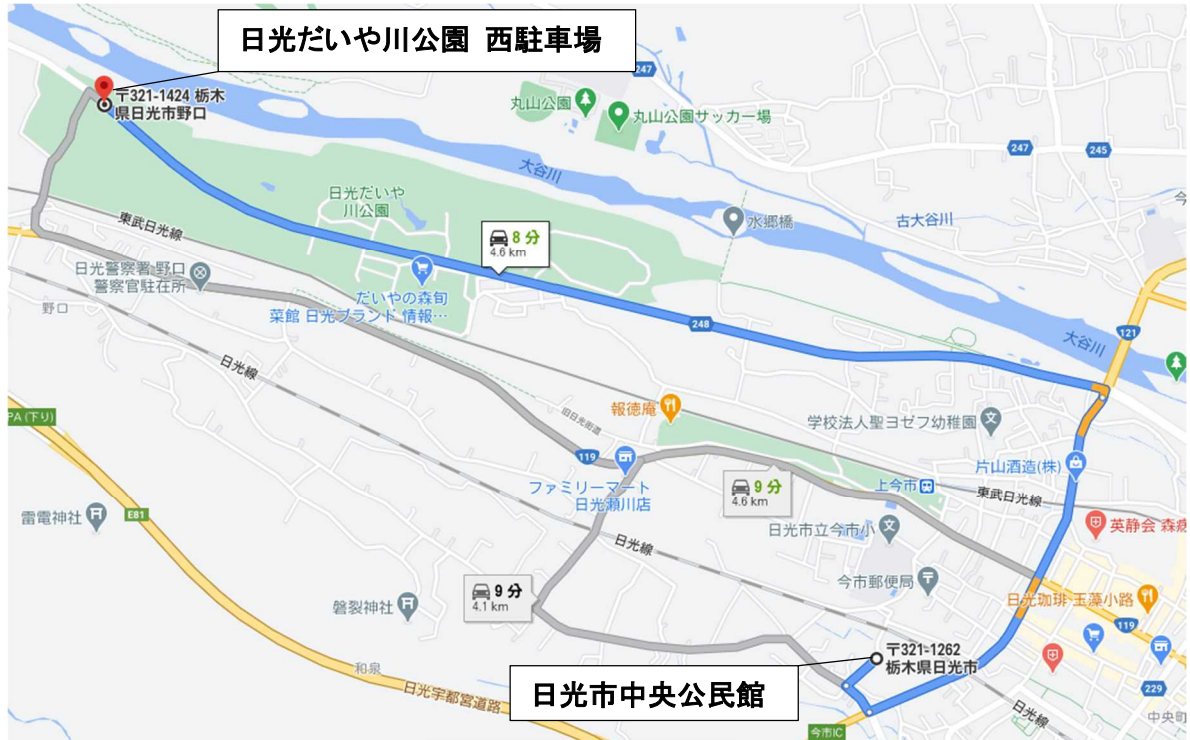 日光だいや川公園 西駐車場
247
〒321-1424 栃木
県日光市野口
丸山公園
丸山公園サッカー場
247
245
大谷川
今
日光だいや
川公園
水郷橋
古大谷川
東武日光線
8 分
4.6 km
日光警察署 野口
警察官駐在所
だいやの森旬
菜館 日光ブランド 情報…
野口
248
121
大谷川
日光線
PA (下り)
報徳庵
旧日光街道
学校法人聖ヨゼフ幼稚園
119
片山酒造(株)
ファミリーマート
日光瀬川店
9 分
4.6 km
上今市
東武日光線
雷電神社
E81
日光市立今市小
英静会 森病
日光線
今市郵便局
9 分
4.1 km
磐裂神社
日光珈琲 玉藻小路
119
〒321-1262
栃木県日光市
和泉
日光市中央公民館
日光宇都宮道路
229
日光線
中央町
今市IC